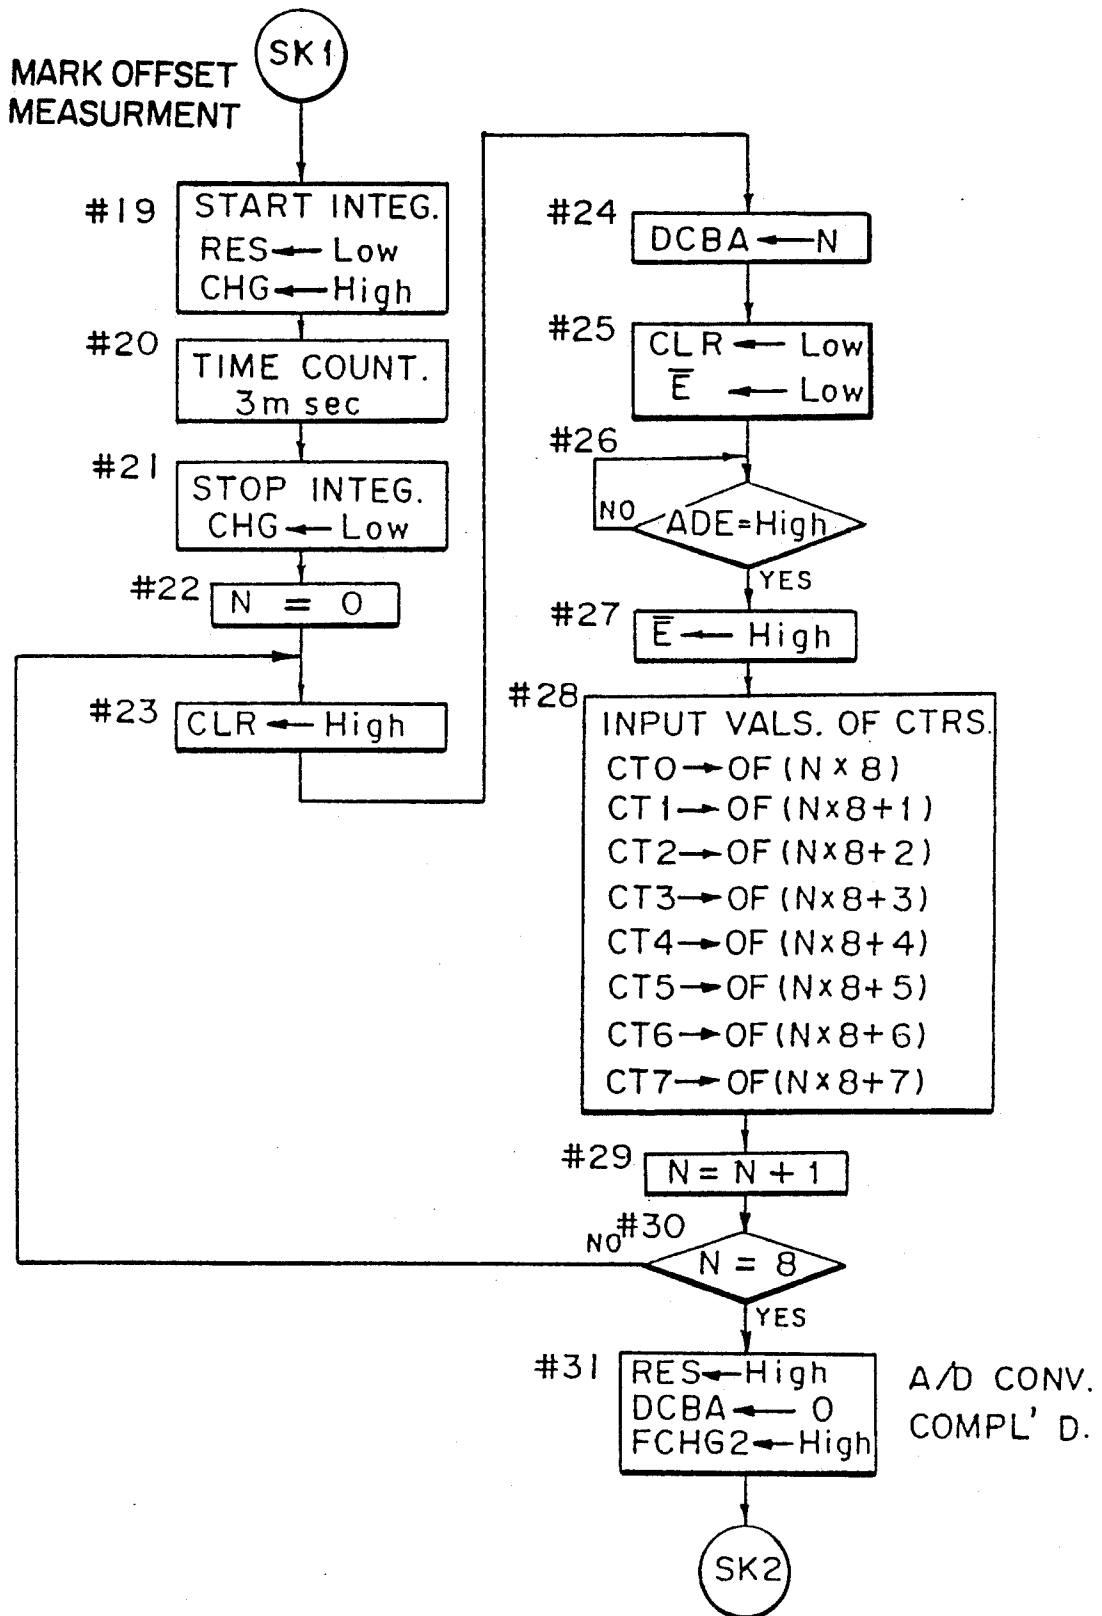 SK1
MARK OFFSET
MEASURMENT
#19
START INTEG.
RES ← Low
CHG ← High
#20
TIME COUNT.
3m sec
#21
STOP INTEG.
CHG ← Low
#22
N = 0
#23
CLR ← High
#24
DCBA ← N
#25
CLR ← Low
E̅ ← Low
#26
ADE=High
NO
YES
#27
E̅ ← High
#28
INPUT VALS. OF CTRS.
CT0→OF(N×8)
CT1→OF(N×8+1)
CT2→OF(N×8+2)
CT3→OF(N×8+3)
CT4→OF(N×8+4)
CT5→OF(N×8+5)
CT6→OF(N×8+6)
CT7→OF(N×8+7)
#29
N = N + 1
#30
NO
N = 8
YES
#31
RES←High
DCBA ← 0
FCHG2←High
A/D CONV.
COMPL' D.
SK2